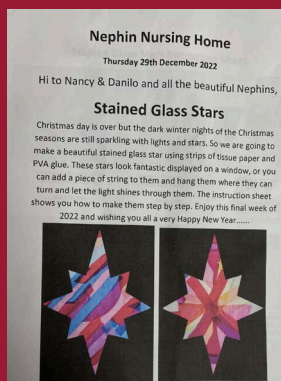 Nephin Nursing Home
Thursday 29th December 2022
Hi to Nancy & Danilo and all the beautiful Nephins,
Stained Glass Stars
Christmas day is over but the dark winter nights of the Christmas
seasons are still sparkling with lights and stars. So we are going to
make a beautiful stained glass star using strips of tissue paper and
PVA glue. These stars look fantastic displayed on a window, or you
can add a piece of string to them and hang them where they can
turn and let the light shines through them. The instruction sheet
shows you how to make them step by step. Enjoy this final week of
2022 and wishing you all a very Happy New Year......